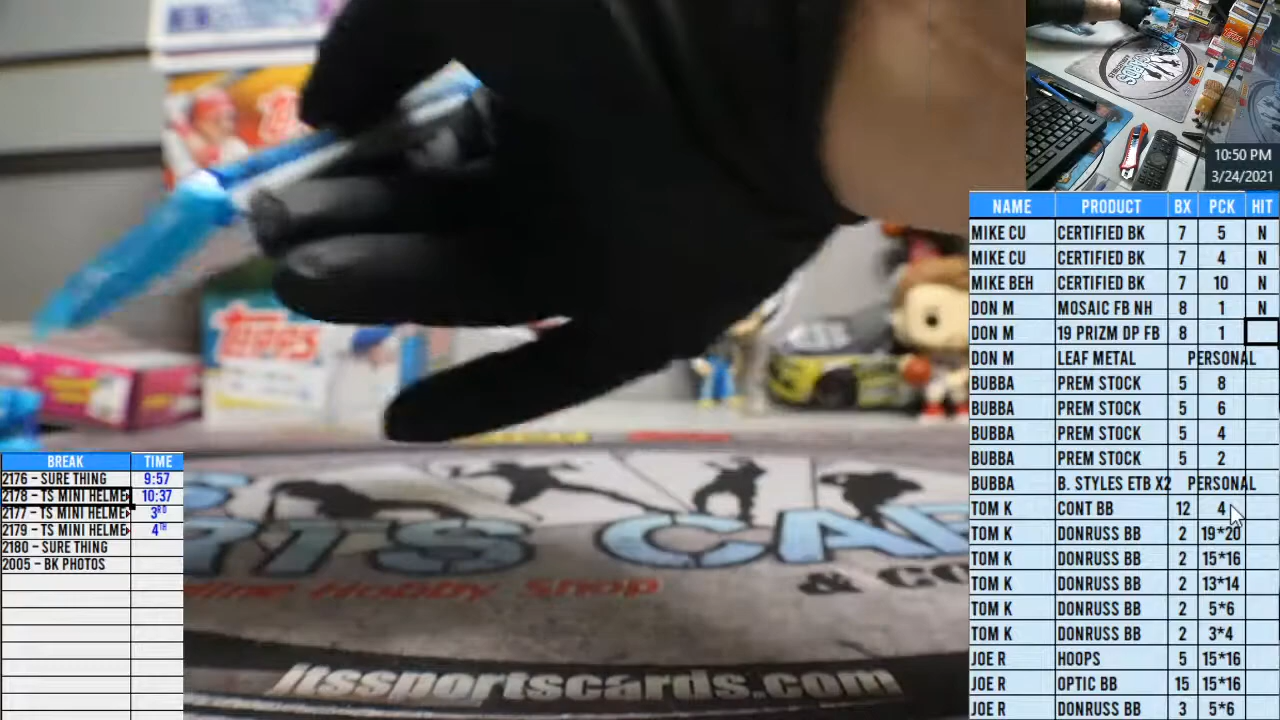 10:50 PM
3/24/2021
NAME PRODUCT BX PCK HIT
MIKE CU CERTIFIED BK 7 5 N
MIKE CU CERTIFIED BK 7 4 N
MIKE BEH CERTIFIED BK 7 10 N
DON M MOSAIC FB NH 8 1 N
DON M 19 PRIZM DP FB 8 1
DON M LEAF METAL PERSONAL
BUBBA PREM STOCK 5 8
BUBBA PREM STOCK 5 6
BUBBA PREM STOCK 5 4
BUBBA PREM STOCK 5 2
BUBBA B. STYLES ETB X2 PERSONAL
TOM K CONT BB 12 4
TOM K DONRUSS BB 2 19*20
TOM K DONRUSS BB 2 15*16
TOM K DONRUSS BB 2 13*14
TOM K DONRUSS BB 2 5*6
TOM K DONRUSS BB 2 3*4
JOE R HOOPS 5 15*16
JOE R OPTIC BB 15 15*16
JOE R DONRUSS BB 3 5*6
BREAK TIME
2176 – SURE THING 9:57
2178 – TS MINI HELME 10:37
2177 – TS MINI HELME 3RD
2179 – TS MINI HELME 4TH
2180 – SURE THING
2005 – BK PHOTOS
Topps
RTS CA
line Hobby Shop & CO
jtssportscards.com